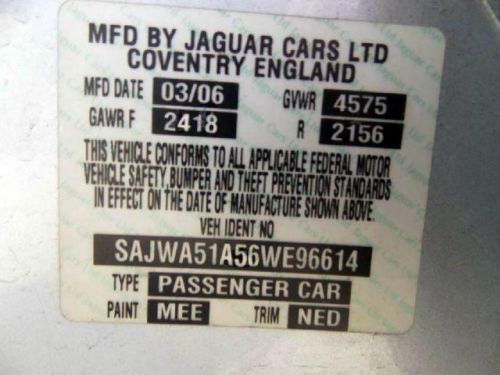 MFD BY JAGUAR CARS LTD
COVENTRY ENGLAND
MFD DATE 03/06 GVWR 4575
GAWR F 2418 R 2156
THIS VEHICLE CONFORMS TO ALL APPLICABLE FEDERAL MOTOR
VEHICLE SAFETY BUMPER AND THEFT PREVENTION STANDARDS
IN EFFECT ON THE DATE OF MANUFACTURE SHOWN ABOVE.
VEH IDENT NO
SAJWA51A56WE96614
TYPE PASSENGER CAR
PAINT MEE TRIM NED